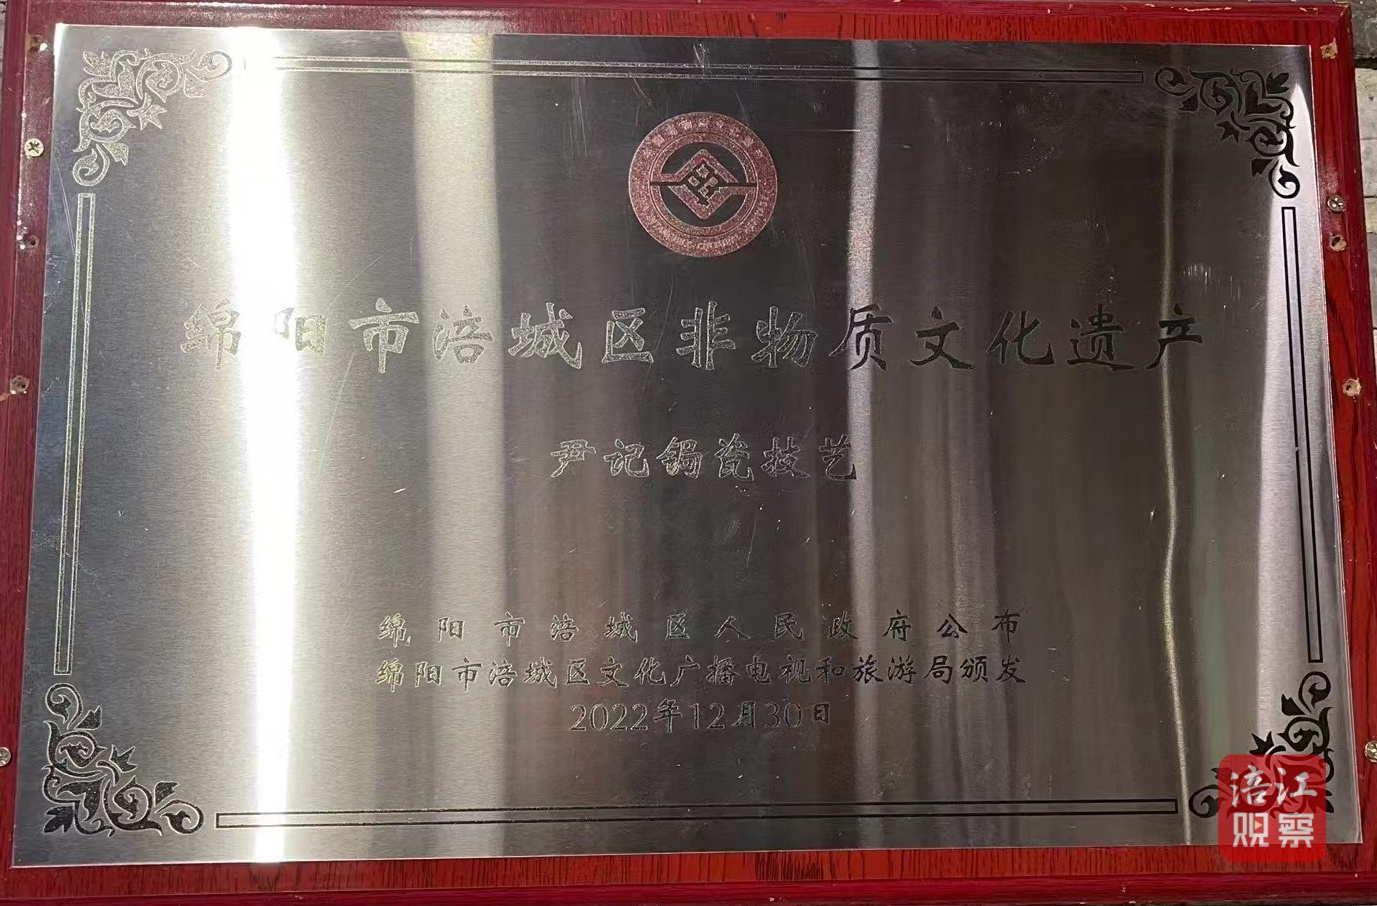 绵阳市涪城区非物质文化遗产
尹记锔瓷技艺
绵阳市涪城区人民政府公布
绵阳市涪城区文化广播电视和旅游局颁发
2022年12月30日
涪江
观察